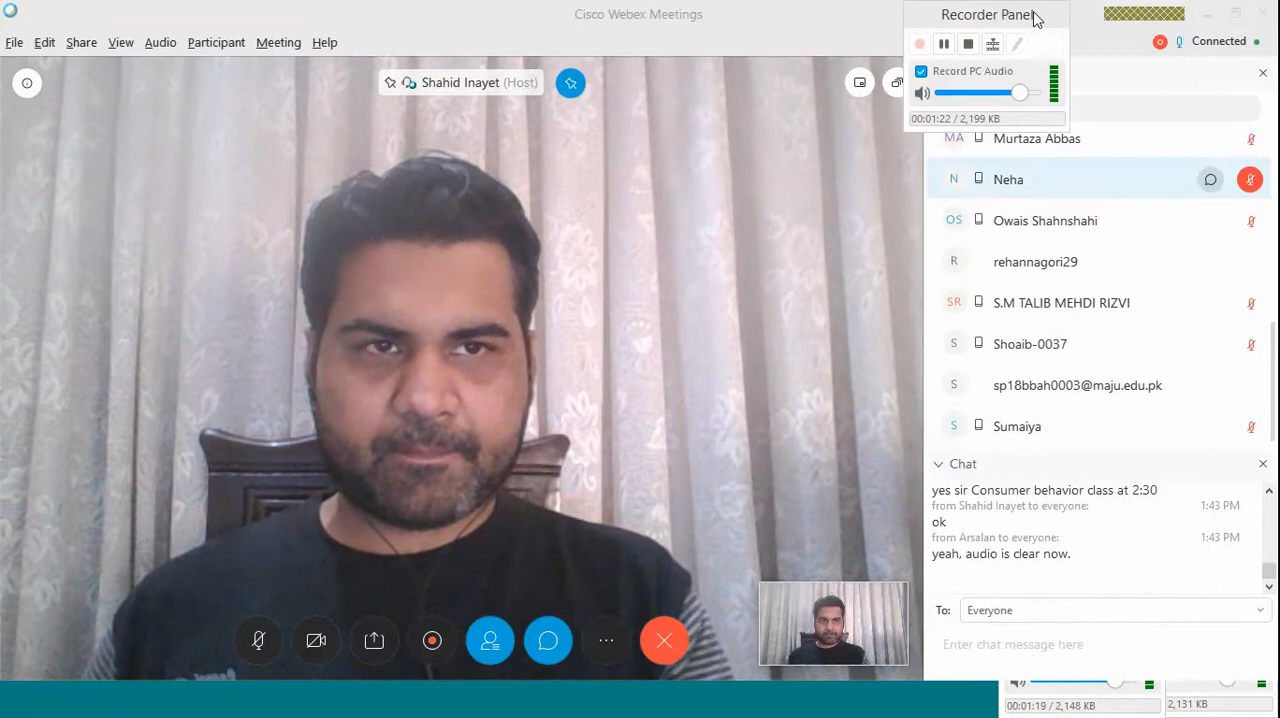 Cisco Webex Meetings
Recorder Panel
File Edit Share View Audio Participant Meeting Help
Connected
Shahid Inayet (Host)
Record PC Audio
00:01:22 / 2,199 KB
MA Murtaza Abbas
N Neha
OS Owais Shahnshahi
R rehannagori29
SR S.M TALIB MEHDI RIZVI
S Shoaib-0037
S sp18bbah0003@maju.edu.pk
S Sumaiya
Chat
yes sir Consumer behavior class at 2:30
from Shahid Inayet to everyone: 1:43 PM
ok
from Arsalan to everyone: 1:43 PM
yeah, audio is clear now.
To: Everyone
Enter chat message here
00:01:19 / 2,148 KB
2,131 KB